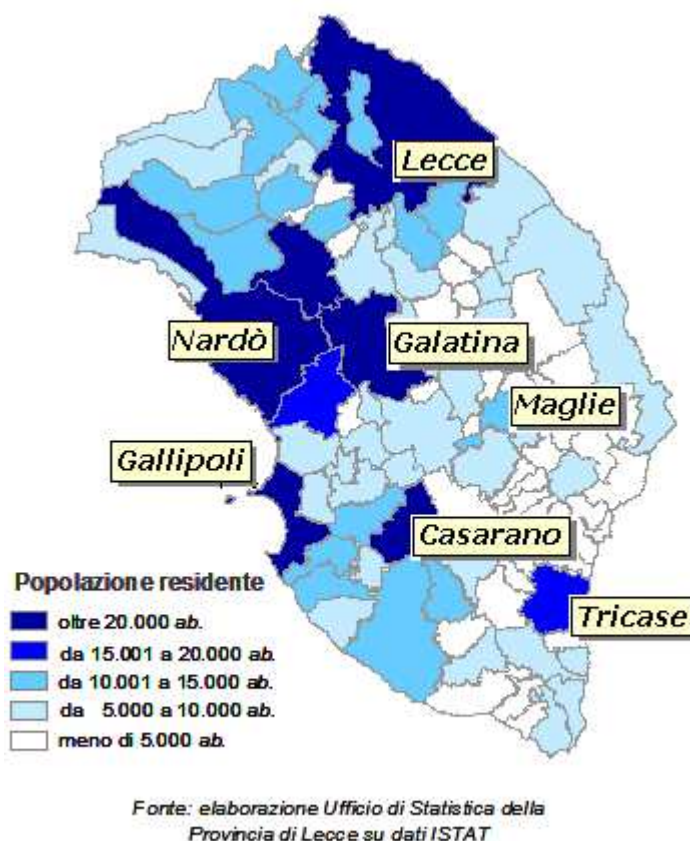 Lecce
Nardò
Galatina
Maglie
Gallipoli
Casarano
Tricase
Popolazione residente
oltre 20.000 ab.
da 15.001 a 20.000 ab.
da 10.001 a 15.000 ab.
da 5.000 a 10.000 ab.
meno di 5.000 ab.
Fonte: elaborazione Ufficio di Statistica della
Provincia di Lecce su dati ISTAT